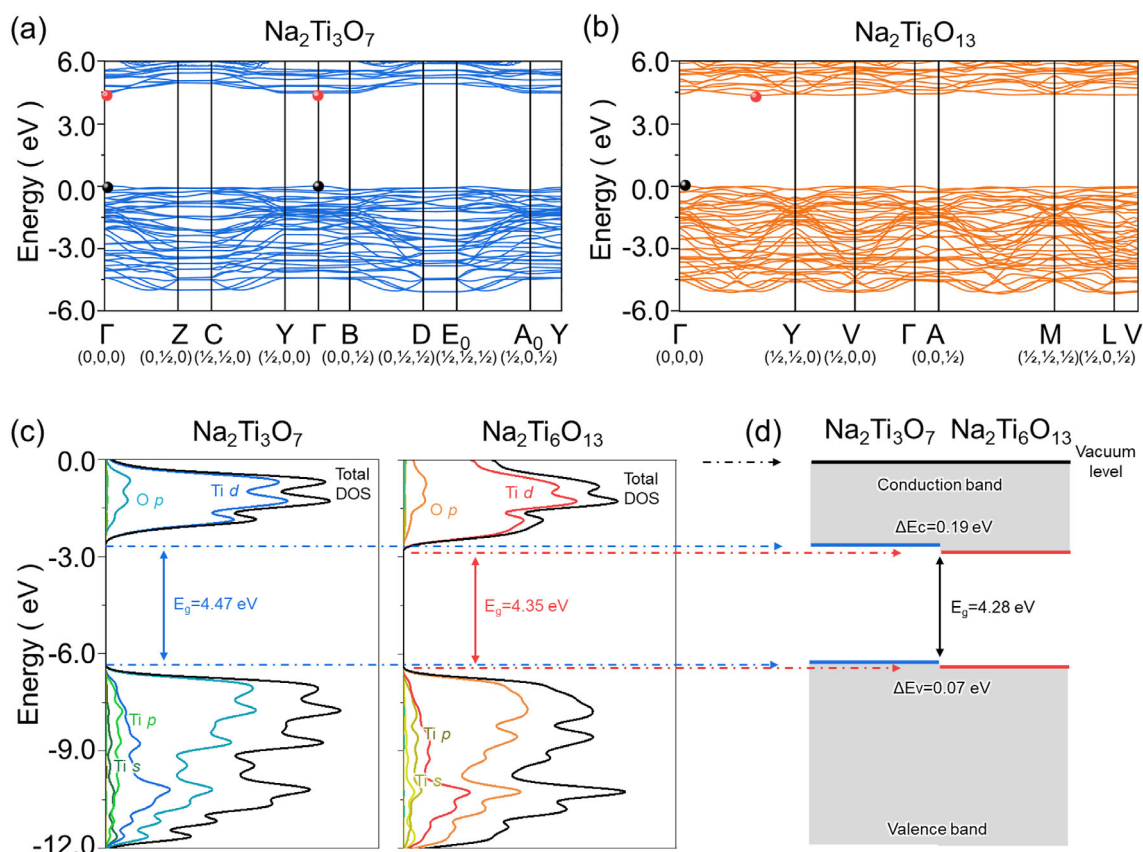 (a) Na₂Ti₃O₇
Energy ( eV)
6.0
3.0
0.0
-3.0
-6.0
Γ Z C Y Γ B D E₀ A₀ Y
(0,0,0) (0,½,0) (½,½,0) (½,0,0) (0,0,½) (0,½,½) (½,½,½) (½,0,½)
(b) Na₂Ti₆O₁₃
Energy ( eV)
6.0
3.0
0.0
-3.0
-6.0
Γ Y V Γ A M L V
(0,0,0) (½,½,0) (½,0,0) (0,0,½) (½,½,½) (½,0,½)
(c) Na₂Ti₃O₇ Na₂Ti₆O₁₃
Energy ( eV)
0.0
-3.0
-6.0
-9.0
-12.0
Total
DOS
Ti d
O p
E₉=4.47 eV
Ti p
Ti s
Total
DOS
Ti d
O p
E₉=4.35 eV
Ti p
Ti s
(d) Na₂Ti₃O₇ Na₂Ti₆O₁₃
Vacuum
level
Conduction band
ΔEc=0.19 eV
E₉=4.28 eV
ΔEv=0.07 eV
Valence band